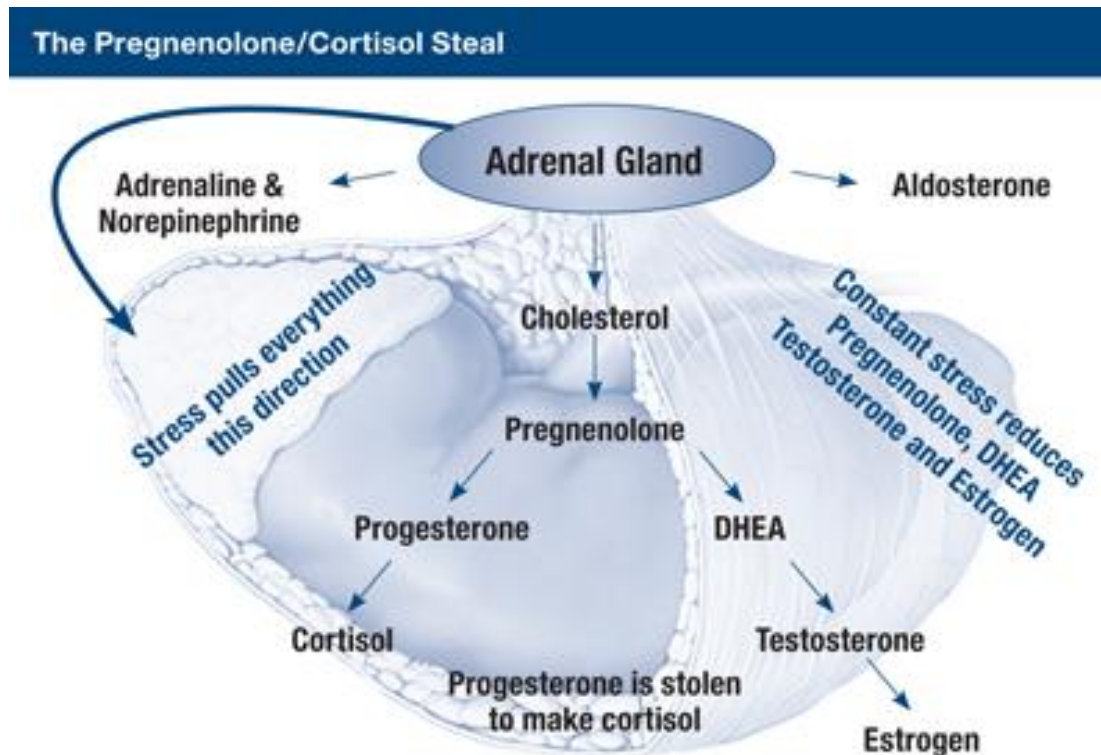 The Pregnenolone/Cortisol Steal
Adrenal Gland
Adrenaline &
Norepinephrine
Aldosterone
Stress pulls everything
this direction
Cholesterol
Constant stress reduces
Pregnenolone, DHEA
Testosterone and Estrogen
Pregnenolone
Progesterone
DHEA
Cortisol
Testosterone
Progesterone is stolen
to make cortisol
Estrogen